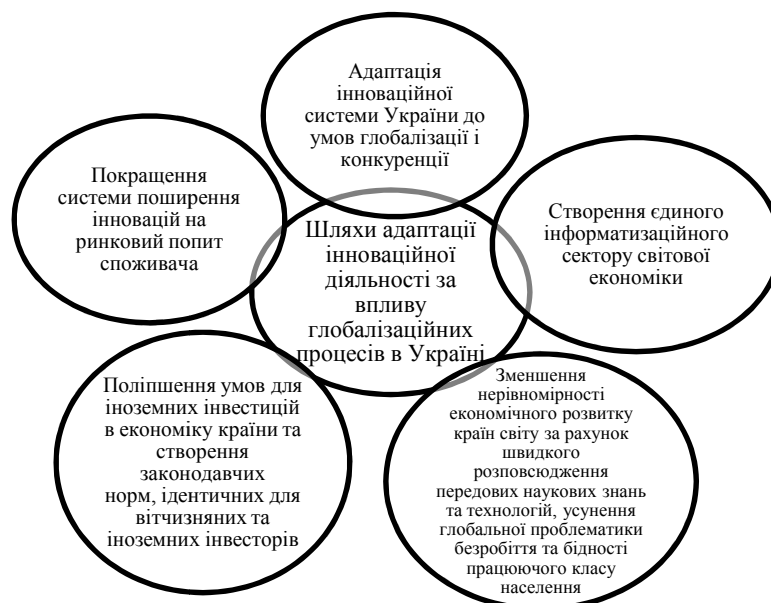 Адаптація
інноваційної
системи України до
умов глобалізації і
конкуренції
Покращення
системи поширення
інновацій на
ринковий попит
споживача
Шляхи адаптації
інноваційної
діяльності за
впливу
глобалізаційних
процесів в Україні
Створення єдиного
інформатизаційного
сектору світової
економіки
Поліпшення умов для
іноземних інвестицій
в економіку країни та
створення
законодавчих
норм, ідентичних для
вітчизняних та
іноземних інвесторів
Зменшення
нерівномірності
економічного розвитку
країн світу за рахунок
швидкого
розповсюдження
передових наукових знань
та технологій, усунення
глобальної проблематики
безробіття та бідності
працюючого класу
населення